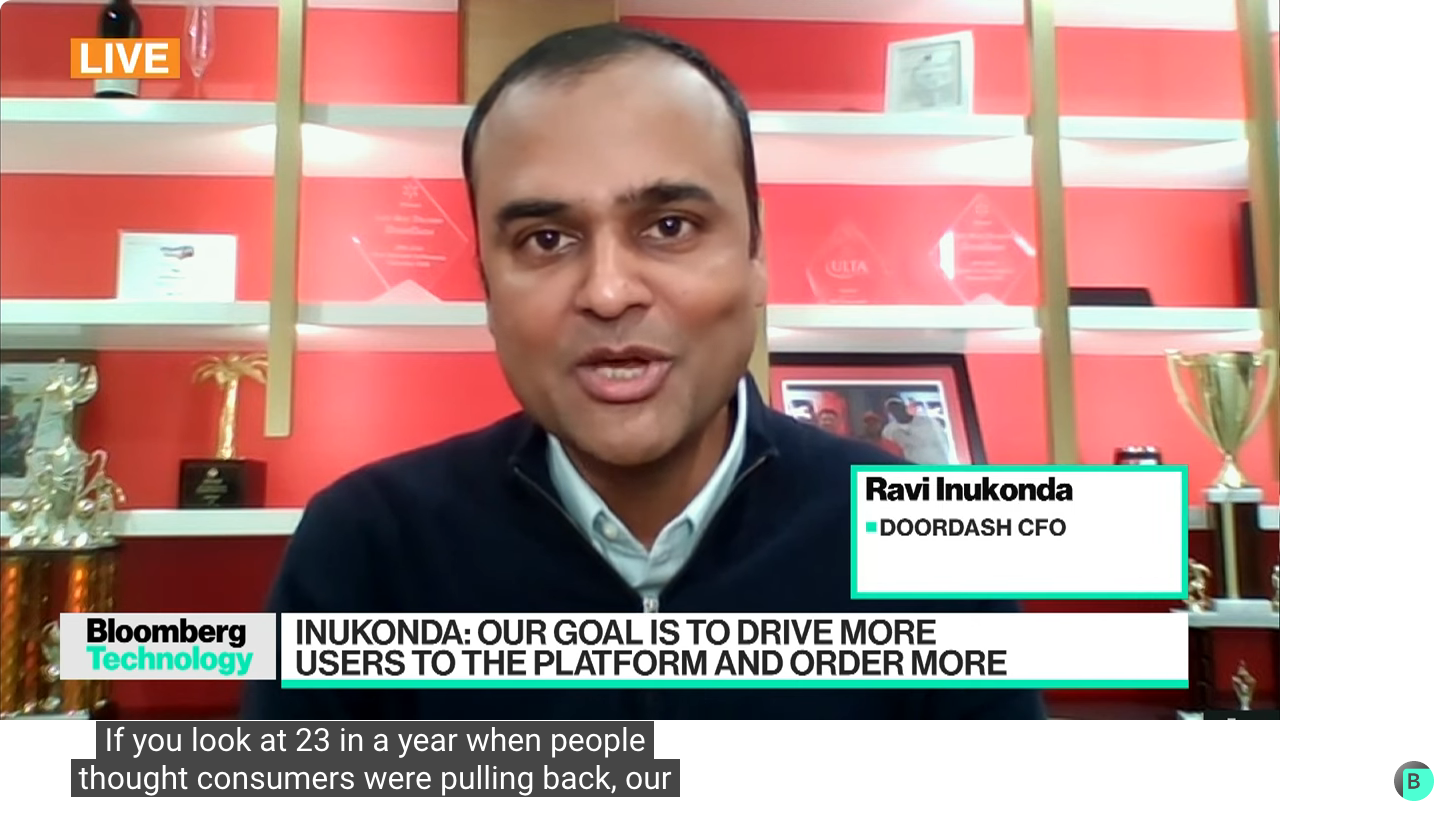 LIVE
ULTA
Ravi Inukonda
DOORDASH CFO
Bloomberg
Technology
INUKONDA: OUR GOAL IS TO DRIVE MORE
USERS TO THE PLATFORM AND ORDER MORE
If you look at 23 in a year when people
thought consumers were pulling back, our
B